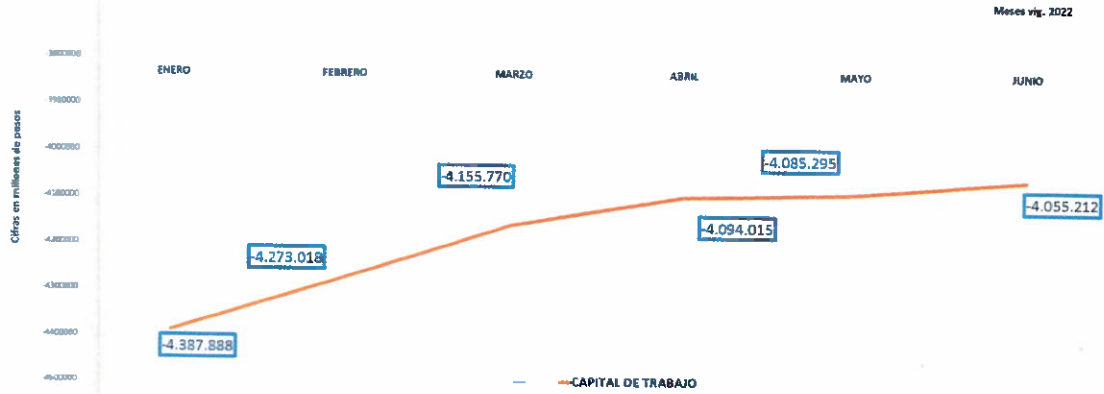 Meses vig. 2022
ENERO FEBRERO MARZO ABRIL MAYO JUNIO
Cifras en millones de pesos
-4.387.888
-4.273.018
-4.155.770
-4.094.015
-4.085.295
-4.055.212
CAPITAL DE TRABAJO